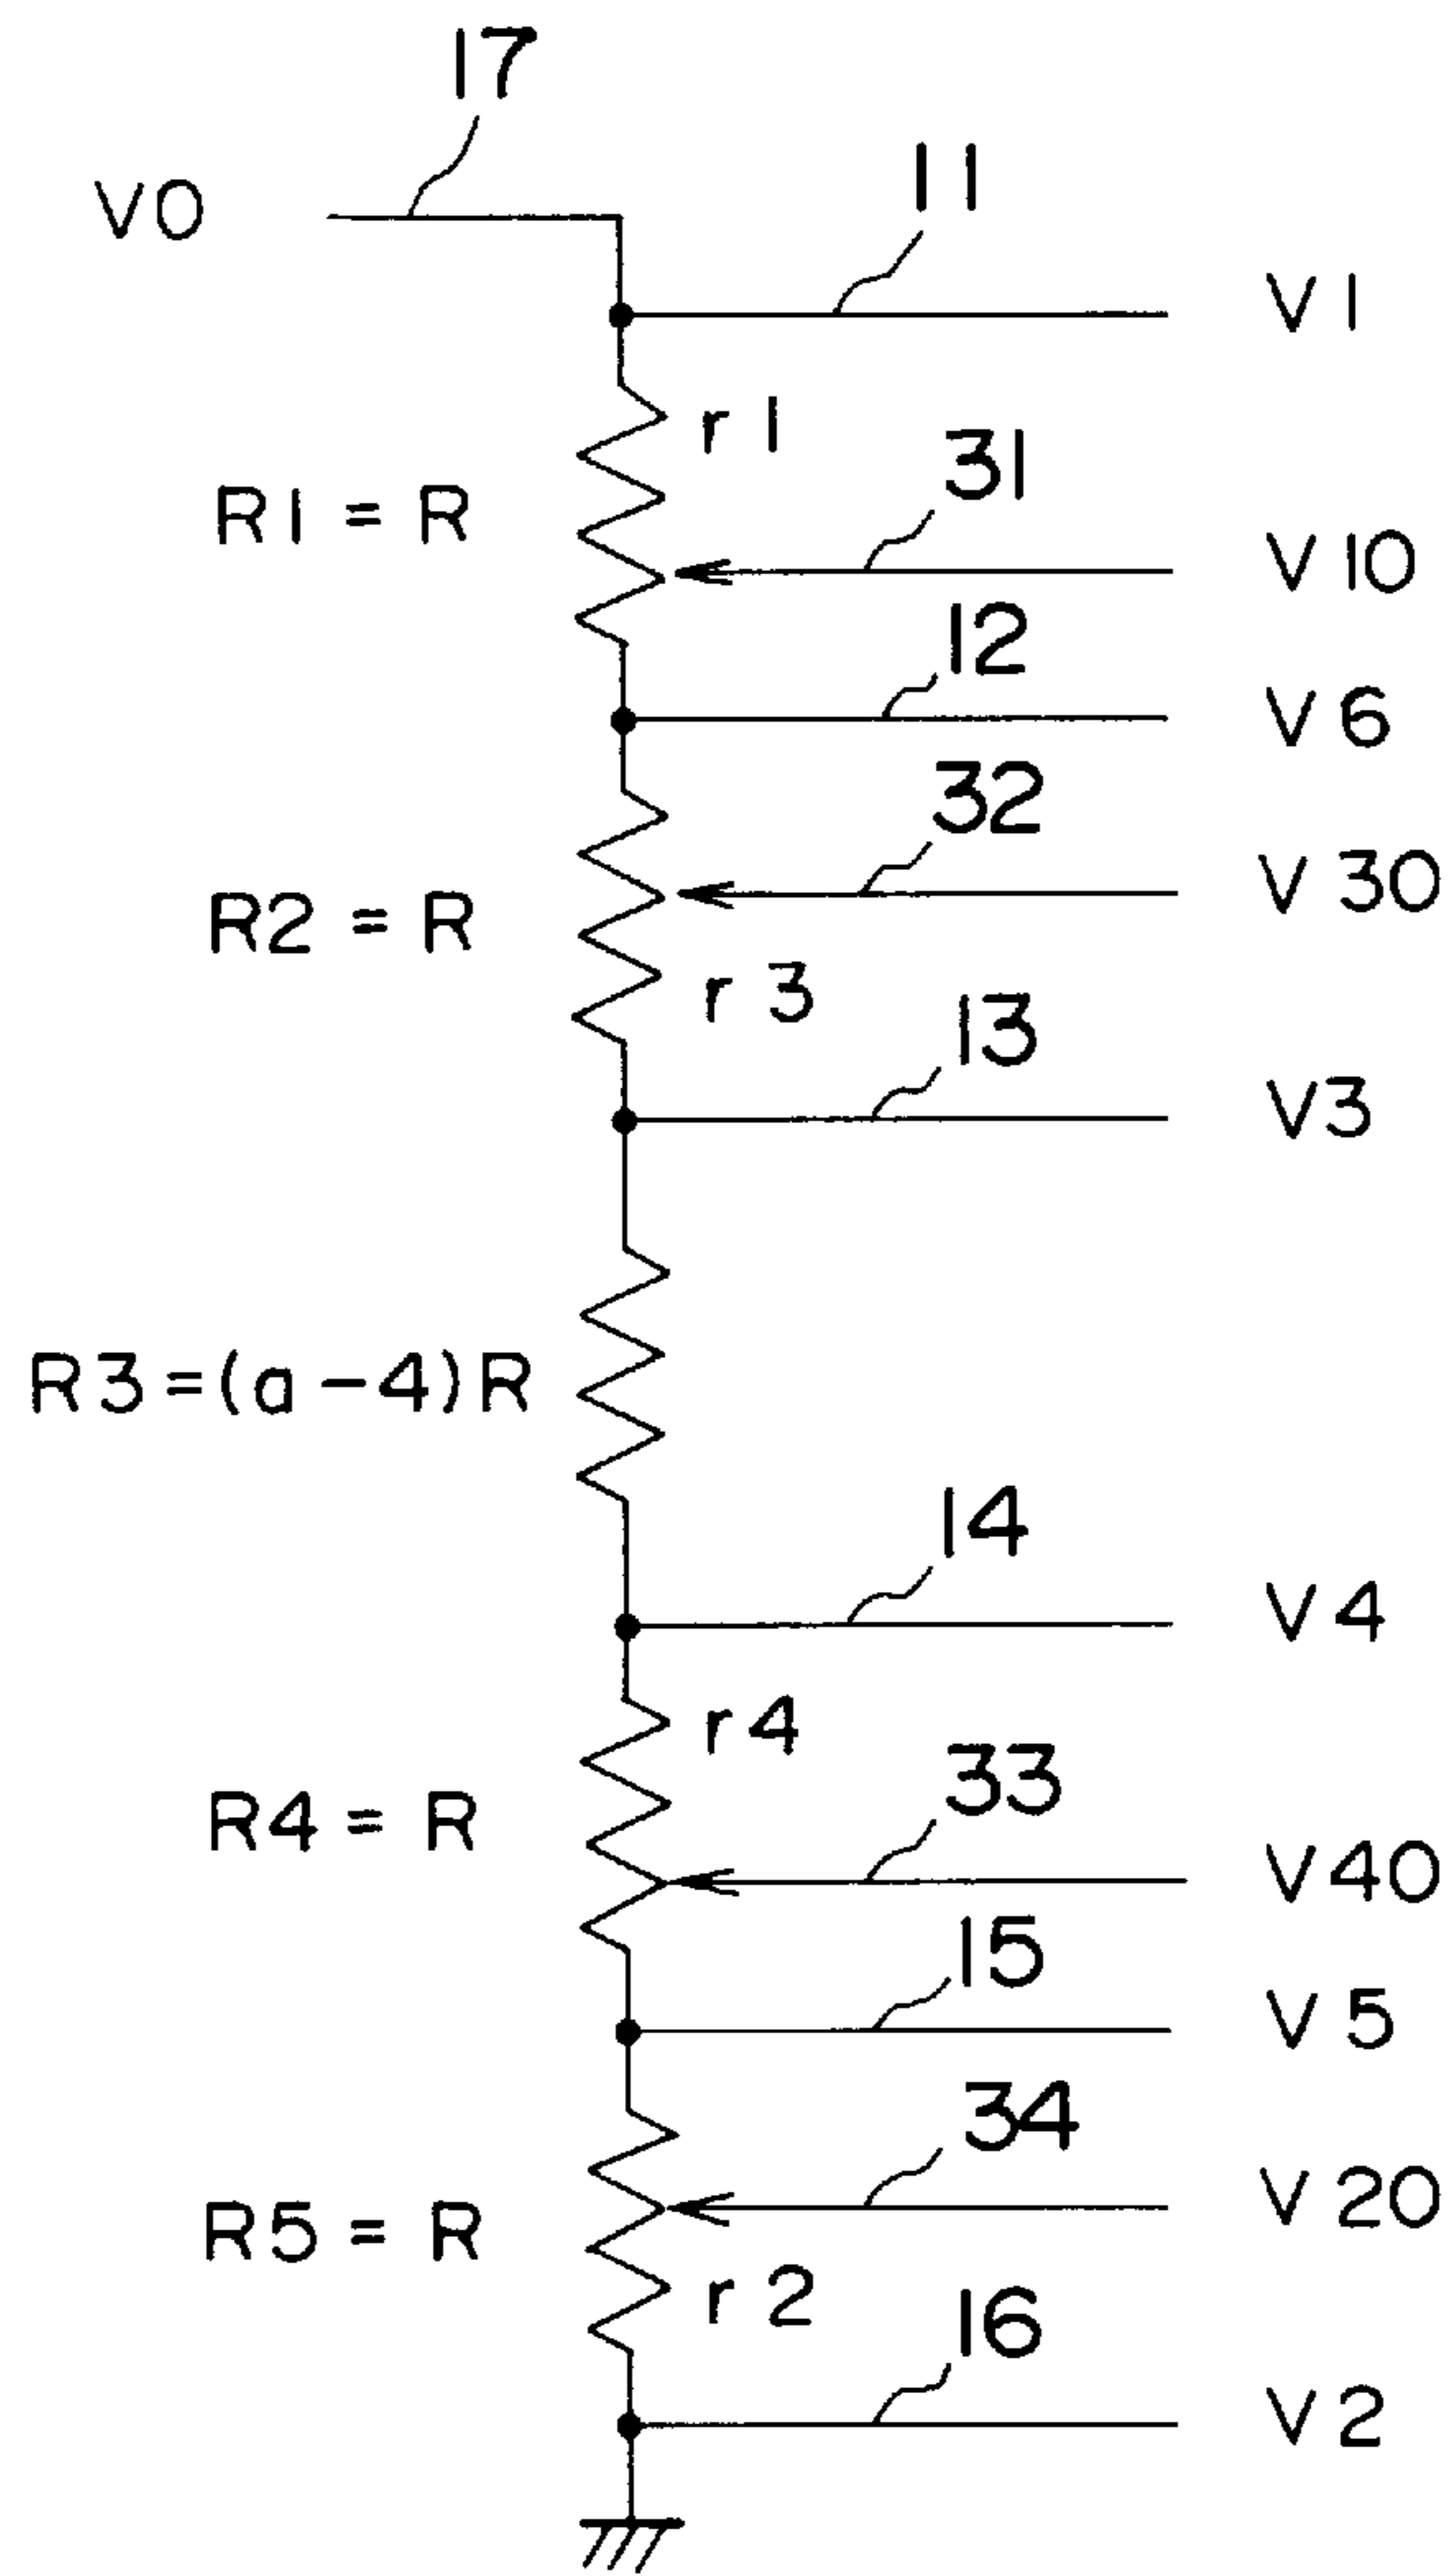 17
V0
11
V1
r1
R1 = R
31
V10
12
V6
32
V30
R2 = R
r3
13
V3
R3=(a-4)R
14
V4
r4
33
R4 = R
V40
15
V5
34
V20
R5 = R
r2
16
V2